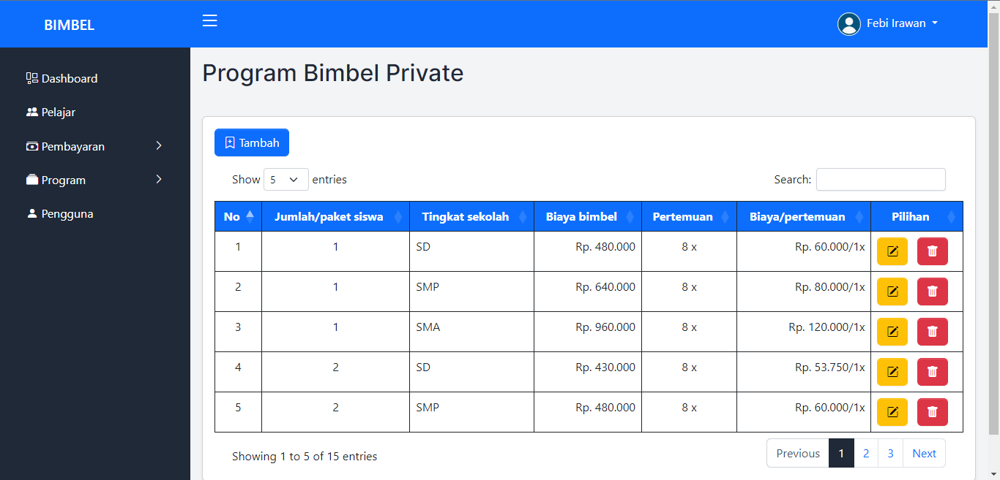 BIMBEL
Febi Irawan
Dashboard
Pelajar
Pembayaran
Program
Pengguna
Program Bimbel Private
Tambah
Show 5 entries
Search:
No Jumlah/paket siswa Tingkat sekolah Biaya bimbel Pertemuan Biaya/pertemuan Pilihan
1 1 SD Rp. 480.000 8 x Rp. 60.000/1x
2 1 SMP Rp. 640.000 8 x Rp. 80.000/1x
3 1 SMA Rp. 960.000 8 x Rp. 120.000/1x
4 2 SD Rp. 430.000 8 x Rp. 53.750/1x
5 2 SMP Rp. 480.000 8 x Rp. 60.000/1x
Showing 1 to 5 of 15 entries
Previous 1 2 3 Next